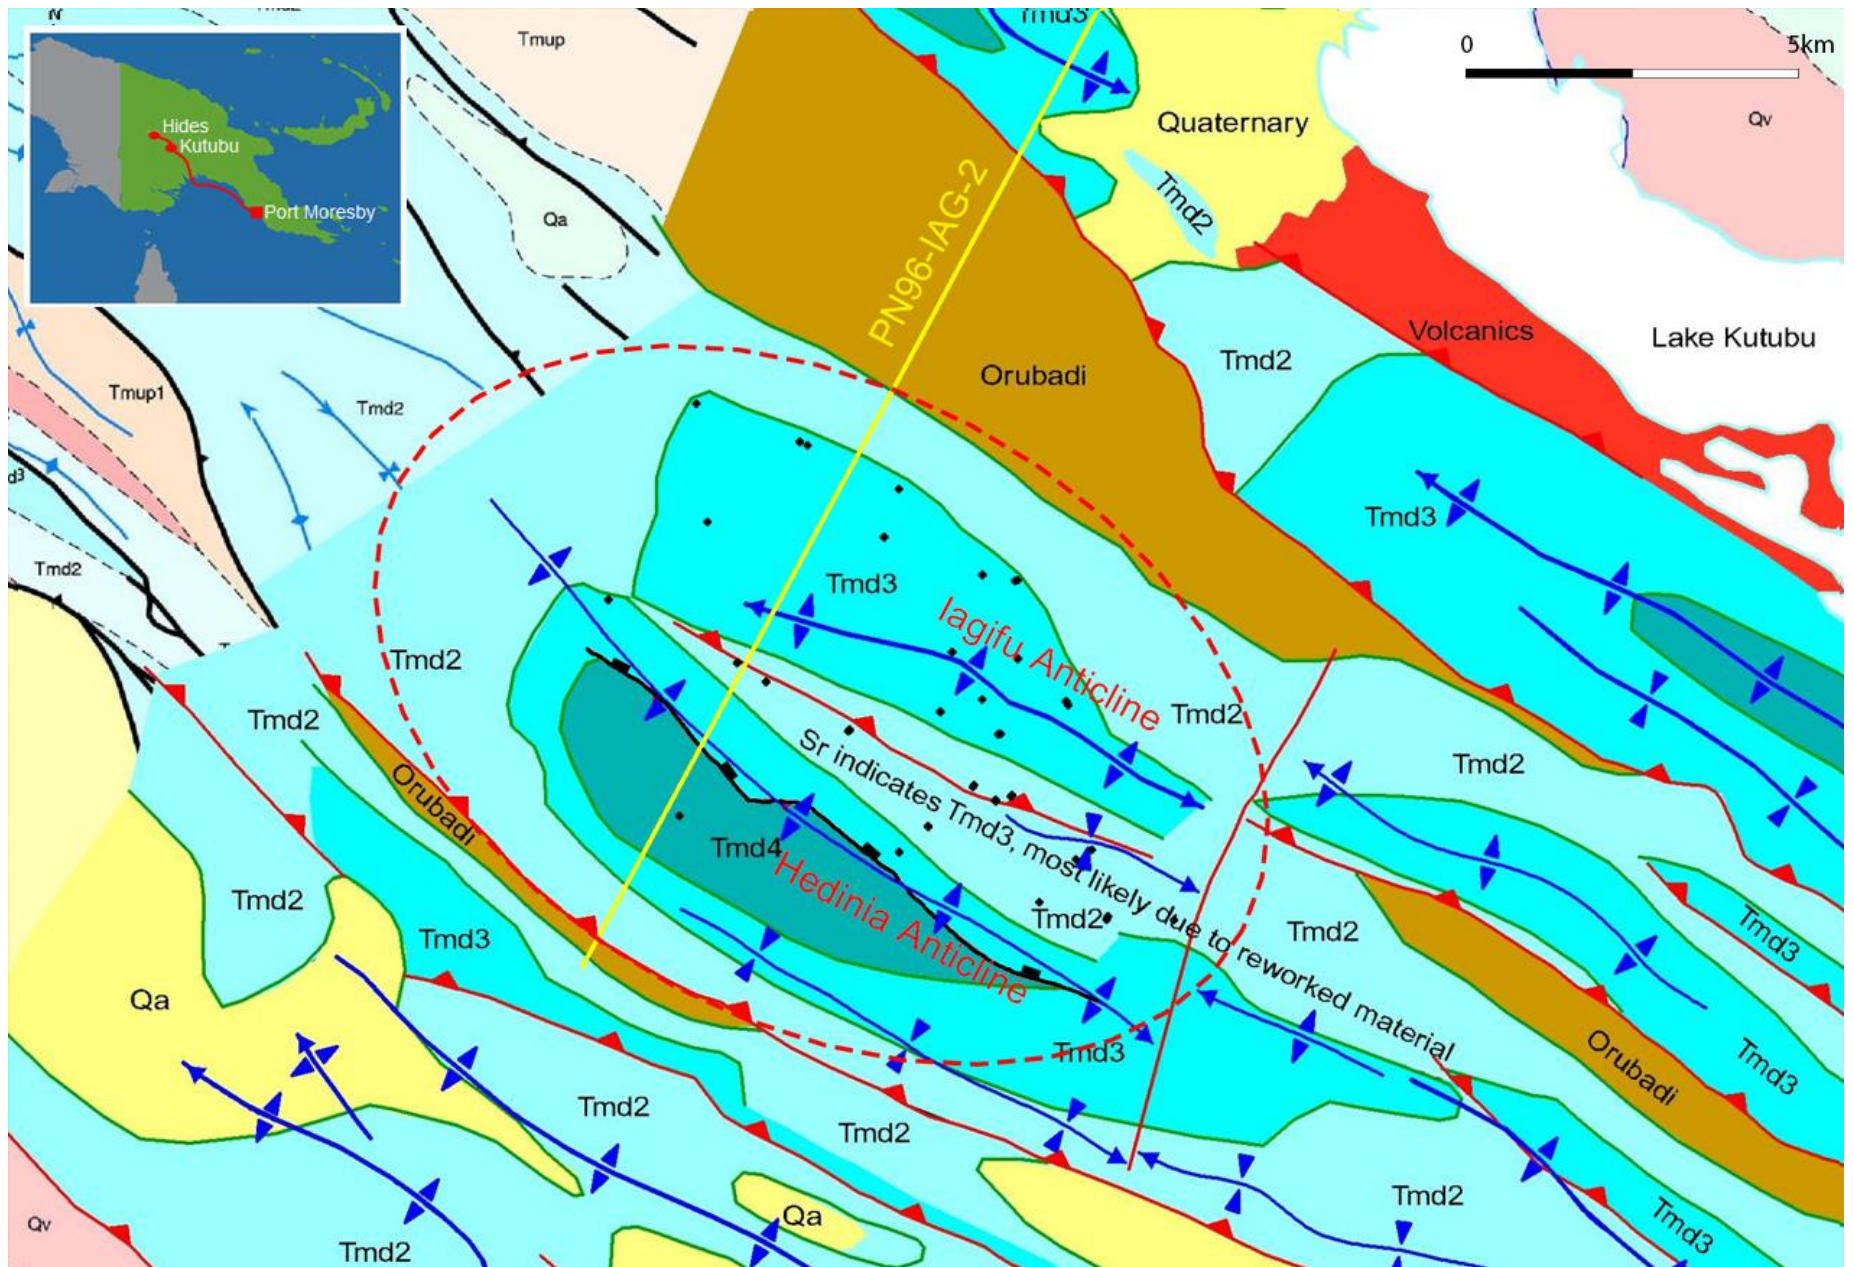 N
Tmup
Tmd3
0 5km
Qv
Quaternary
Hides
Kutubu
Port Moresby
Qa
Tmd2
PN96-IAG-2
Volcanics
Lake Kutubu
Tmd2
Orubadi
Tmup1
Tmd2
d3
Tmd3
Tmd2
Tmd3
Iagifu Anticline
Tmd2
Tmd2
Tmd2
Sr indicates Tmd3, most likely due to reworked material
Tmd2
Orubadi
Tmd4
Hedinia Anticline
Tmd2
Tmd2
Tmd2
Tmd3
Tmd3
Qa
Tmd3
Orubadi
Tmd3
Tmd2
Tmd2
Tmd2
Qa
Tmd3
Qv
Tmd2